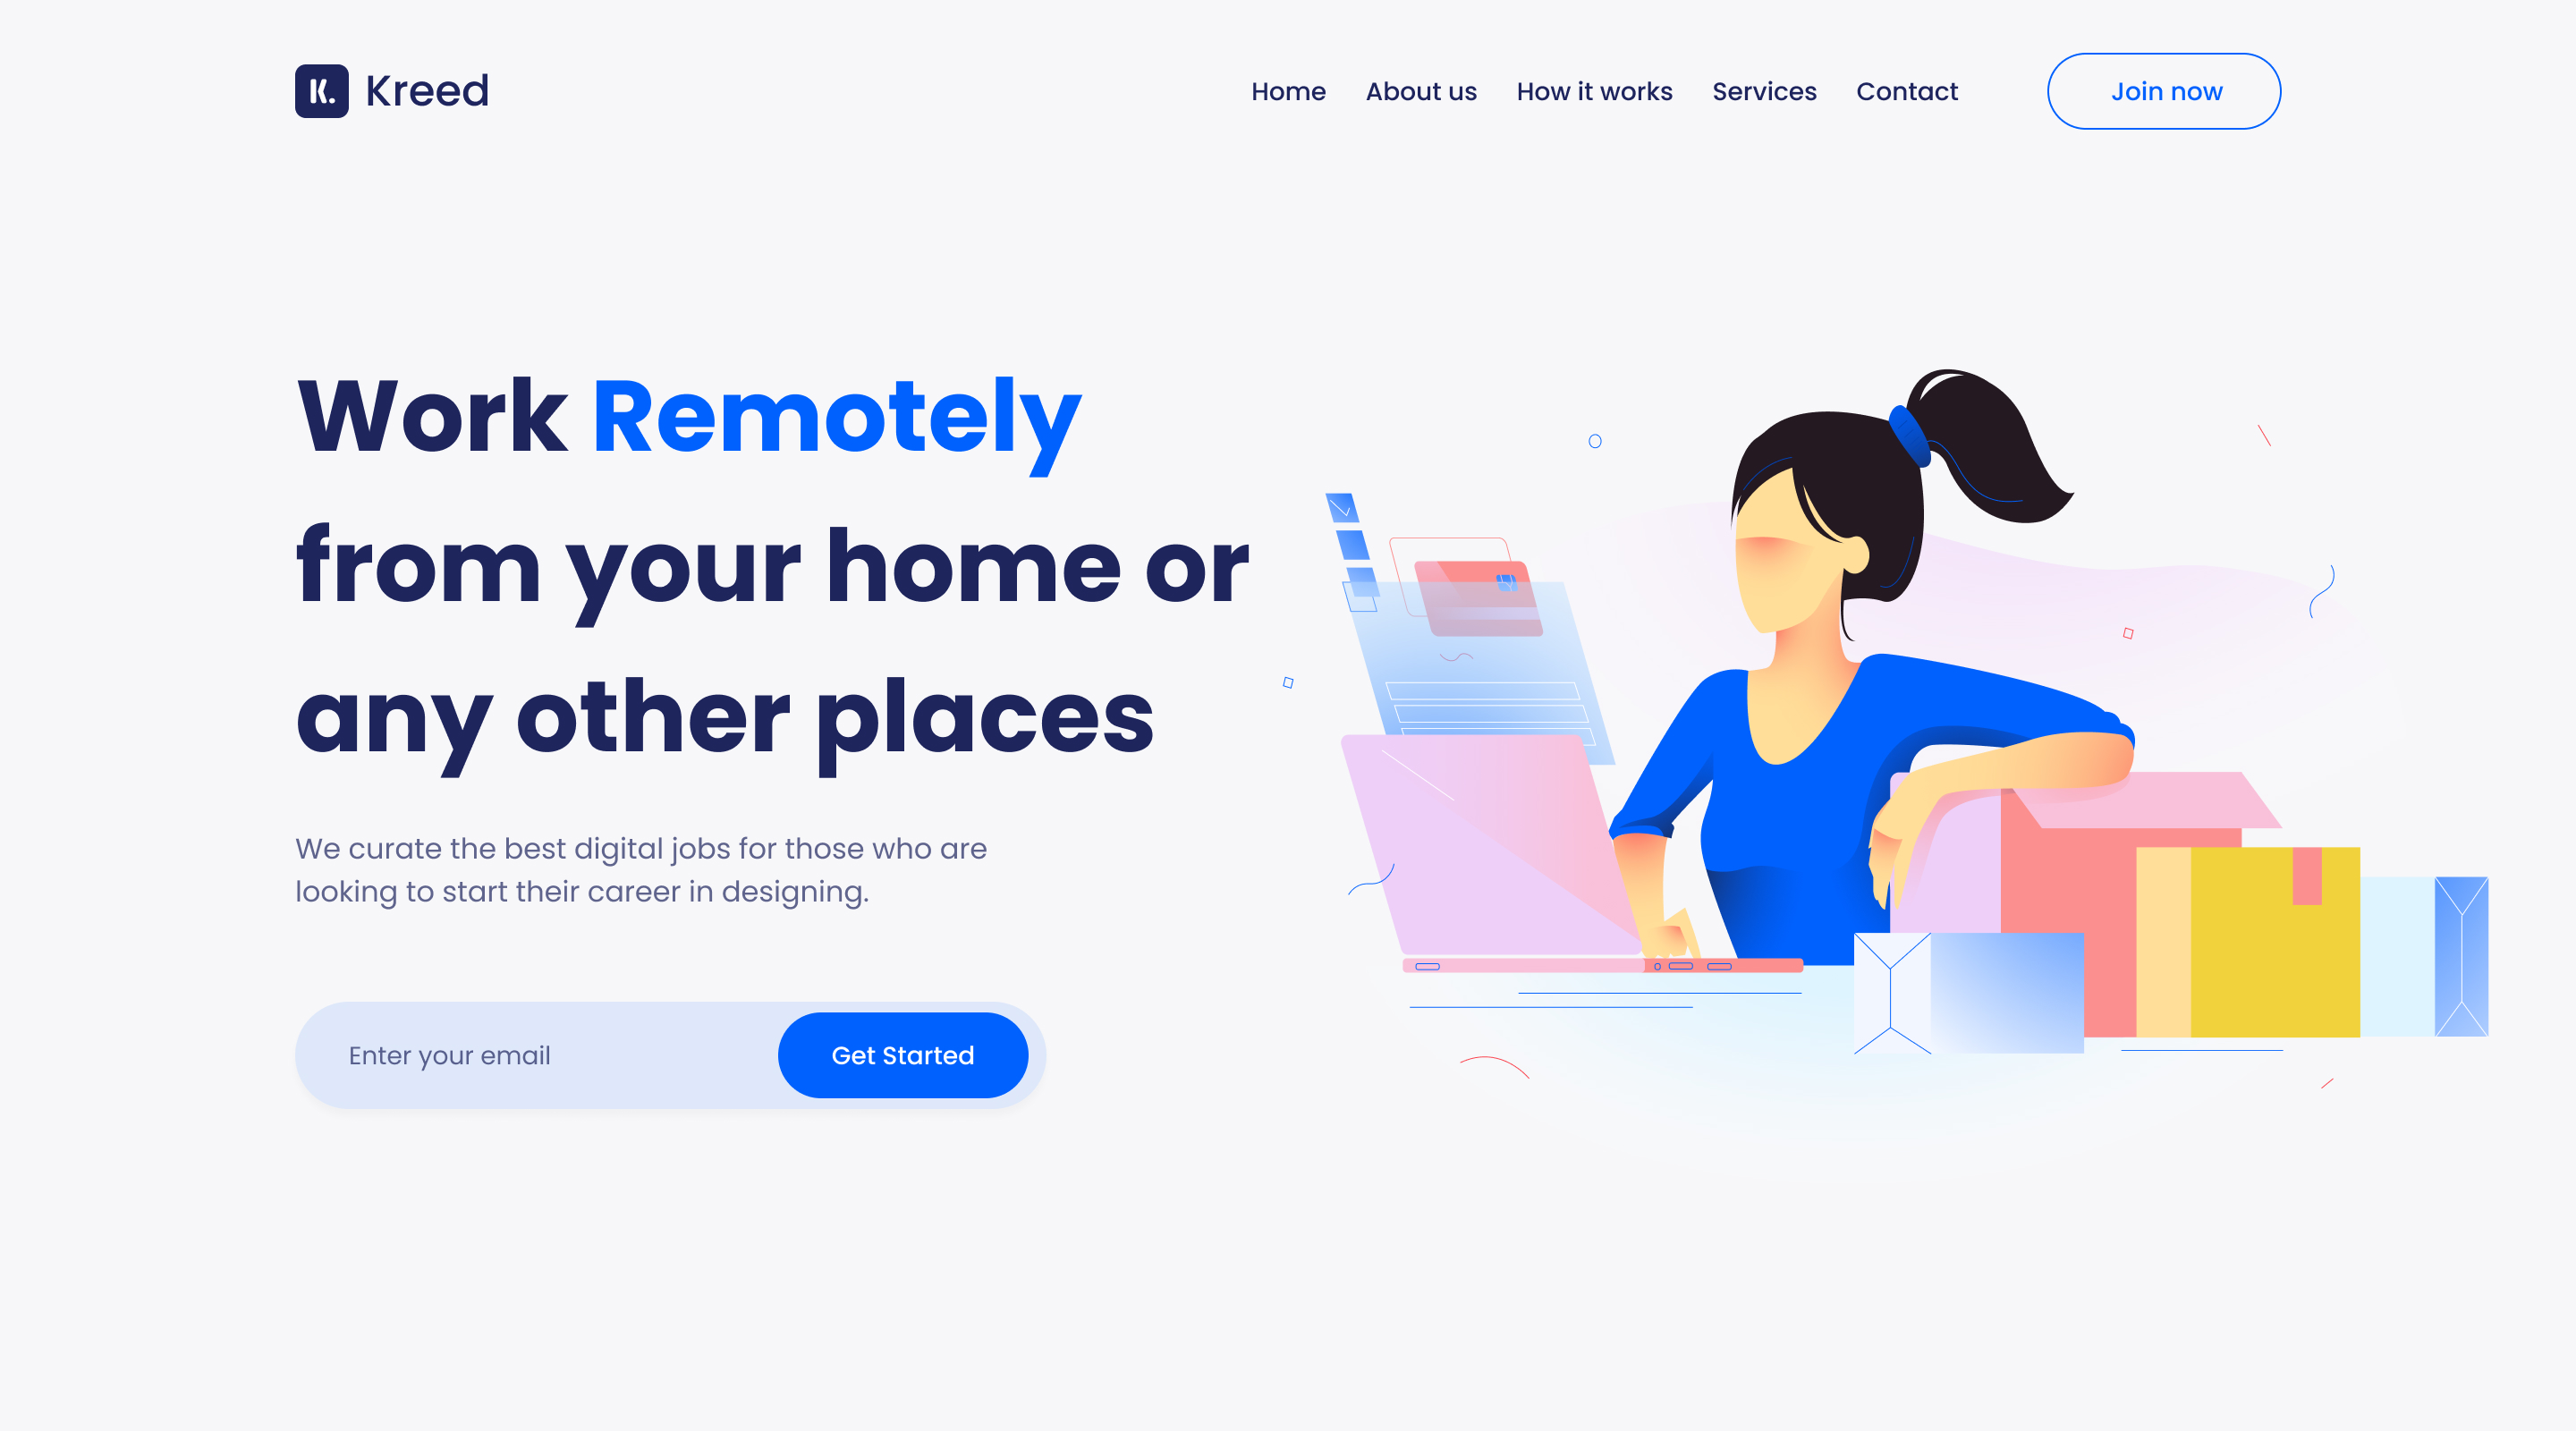 K. Kreed
Home About us How it works Services Contact Join now
Work Remotely
from your home or
any other places
We curate the best digital jobs for those who are
looking to start their career in designing.
Enter your email Get Started